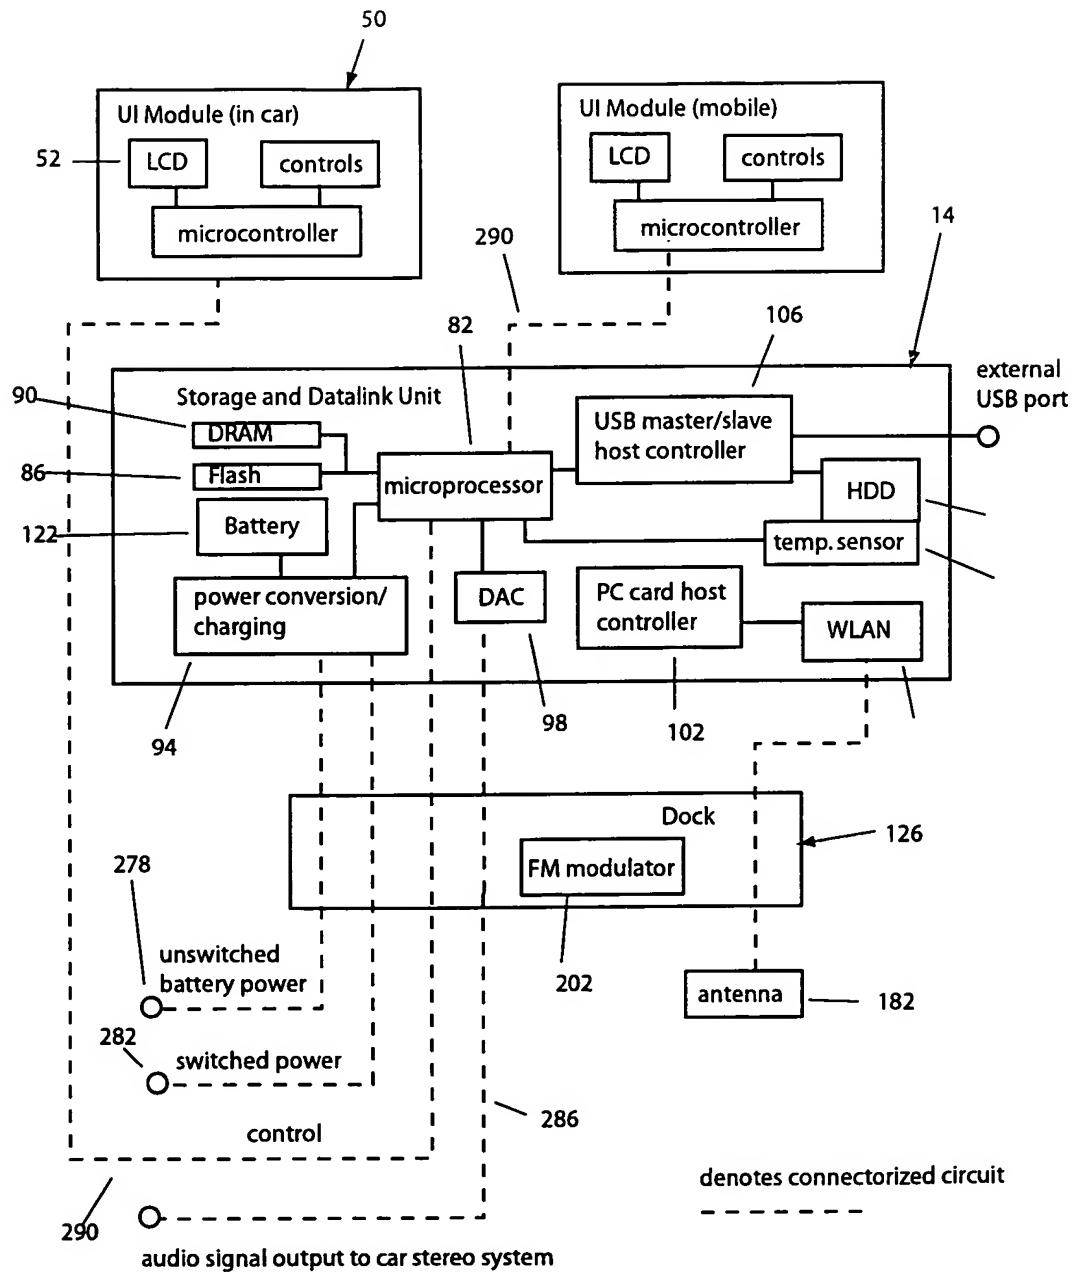 50
UI Module (in car)
52
LCD
controls
microcontroller
UI Module (mobile)
LCD
controls
microcontroller
290
14
82
106
external
USB port
90
Storage and Datalink Unit
DRAM
86
Flash
122
Battery
microprocessor
USB master/slave
host controller
HDD
temp. sensor
power conversion/
charging
DAC
PC card host
controller
WLAN
94
98
102
Dock
126
FM modulator
202
278
unswitched
battery power
antenna
182
282
switched power
control
286
290
denotes connectorized circuit
audio signal output to car stereo system